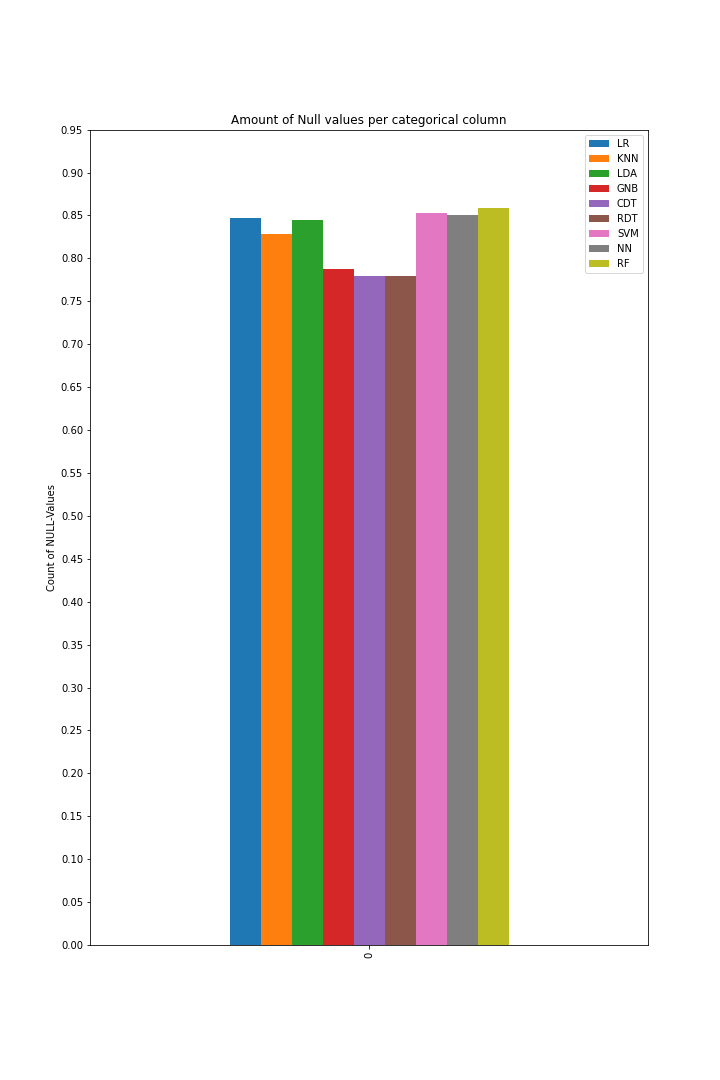 Amount of Null values per categorical column
0.95
0.90
0.85
0.80
0.75
0.70
0.65
0.60
0.55
0.50
0.45
0.40
0.35
0.30
0.25
0.20
0.15
0.10
0.05
0.00
Count of NULL-Values
0
LR
KNN
LDA
GNB
CDT
RDT
SVM
NN
RF